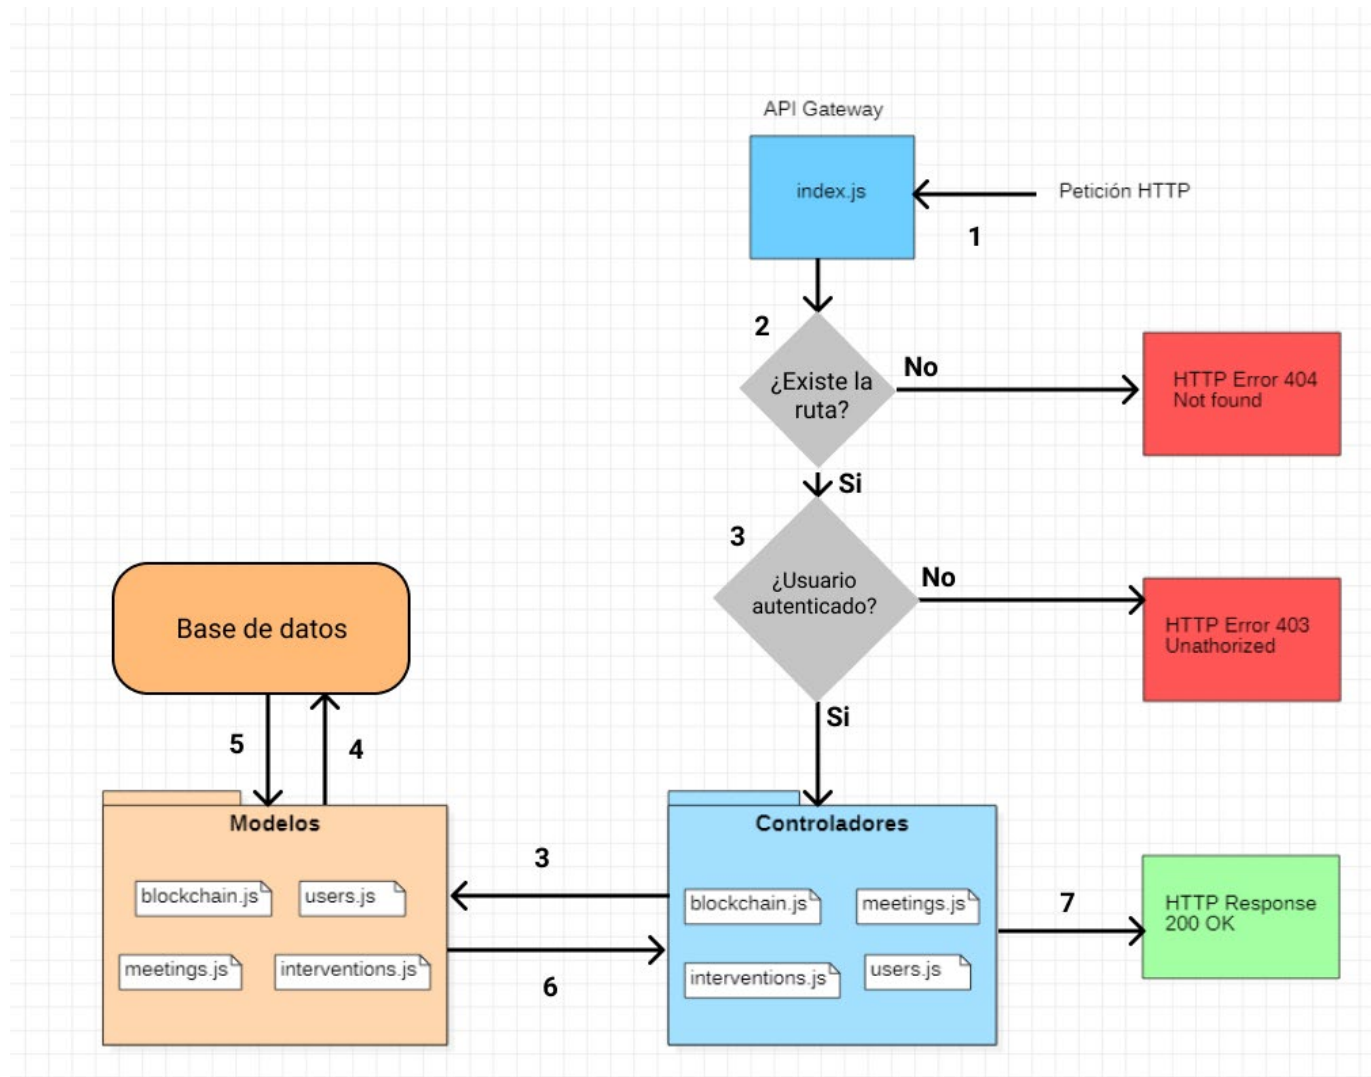 API Gateway
index.js
Petición HTTP
1
2
¿Existe la
ruta?
No
HTTP Error 404
Not found
Si
3
¿Usuario
autenticado?
No
HTTP Error 403
Unathorized
Si
Base de datos
5
4
Modelos
blockchain.js
users.js
meetings.js
interventions.js
3
6
Controladores
blockchain.js
meetings.js
interventions.js
users.js
7
HTTP Response
200 OK